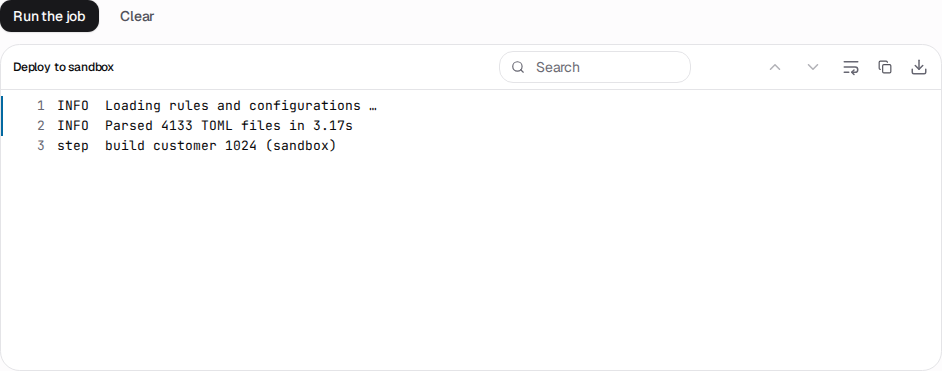 Run the job Clear
Deploy to sandbox Search
1 INFO  Loading rules and configurations …
2 INFO  Parsed 4133 TOML files in 3.17s
3 step  build customer 1024 (sandbox)